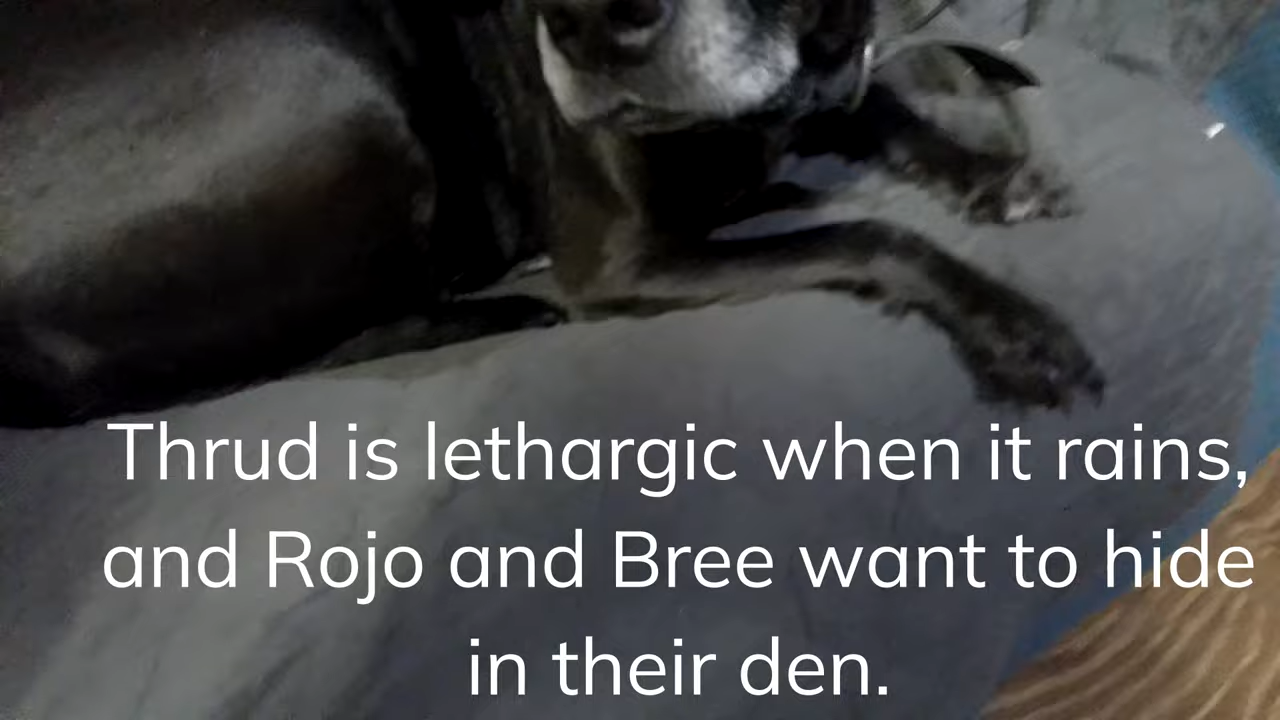 Thrud is lethargic when it rains,
and Rojo and Bree want to hide
in their den.